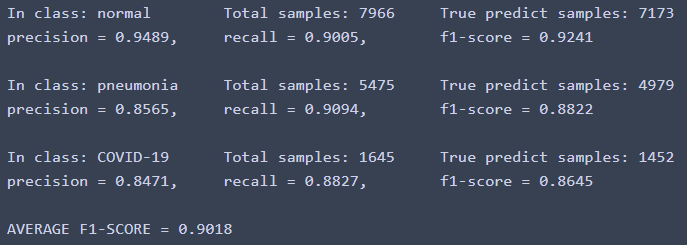 In class: normal Total samples: 7966 True predict samples: 7173
precision = 0.9489, recall = 0.9005, f1-score = 0.9241
In class: pneumonia Total samples: 5475 True predict samples: 4979
precision = 0.8565, recall = 0.9094, f1-score = 0.8822
In class: COVID-19 Total samples: 1645 True predict samples: 1452
precision = 0.8471, recall = 0.8827, f1-score = 0.8645
AVERAGE F1-SCORE = 0.9018